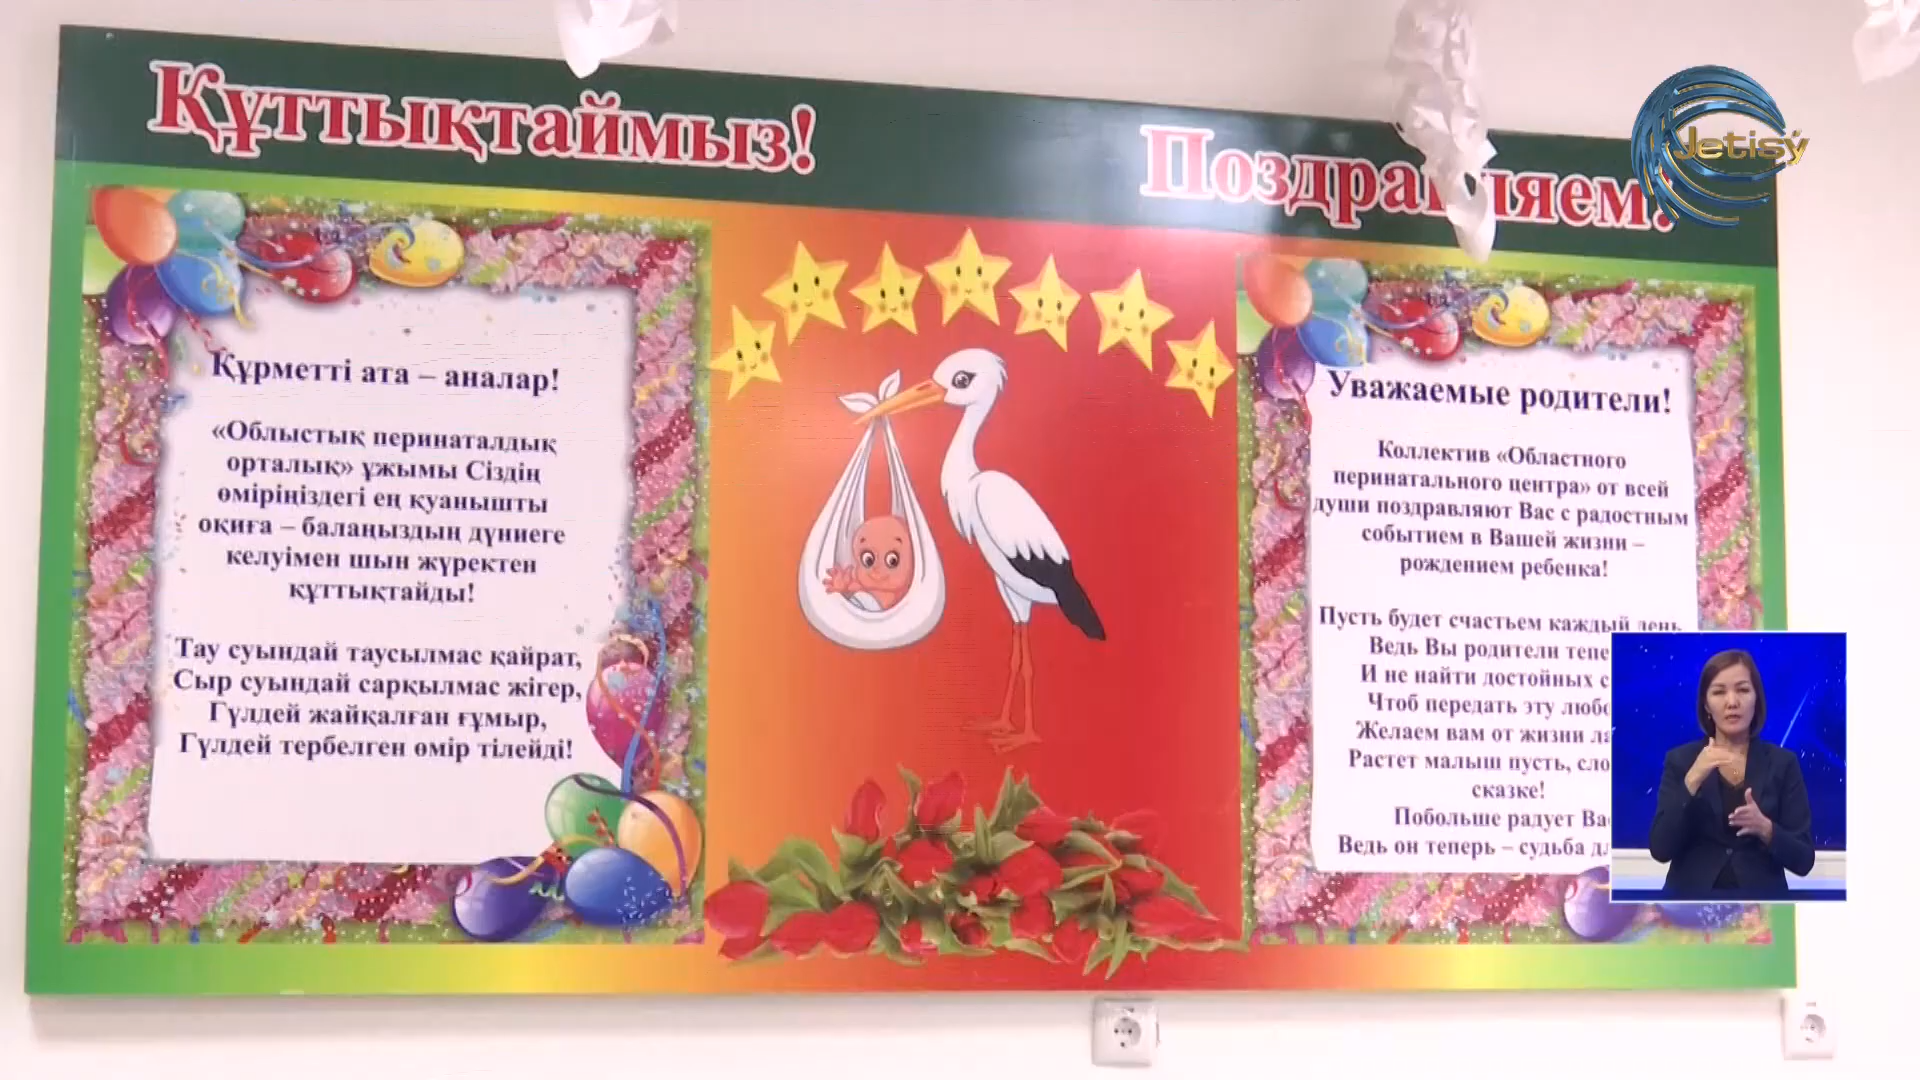 Құттықтаймыз!
Поздравляем!
Jetisý
Құрметті ата – аналар!
«Облыстық перинаталдық
орталық» ұжымы Сіздің
өміріңіздегі ең қуанышты
оқиға – балаңыздың дүниеге
келуімен шын жүректен
құттықтайды!
Тау суындай таусылмас қайрат,
Сыр суындай сарқылмас жігер,
Гүлдей жайқалған ғұмыр,
Гүлдей тербелген өмір тілейді!
Уважаемые родители!
Коллектив «Областного
перинатального центра» от всей
души поздравляют Вас с радостным
событием в Вашей жизни –
рождением ребенка!
Пусть будет счастьем каждый день
Ведь Вы родители
И не найти достойных
Чтоб передать эту
Желаем вам от жизни
Растет малыш пусть,
сказке!
Побольше радует
Ведь он теперь – судьба